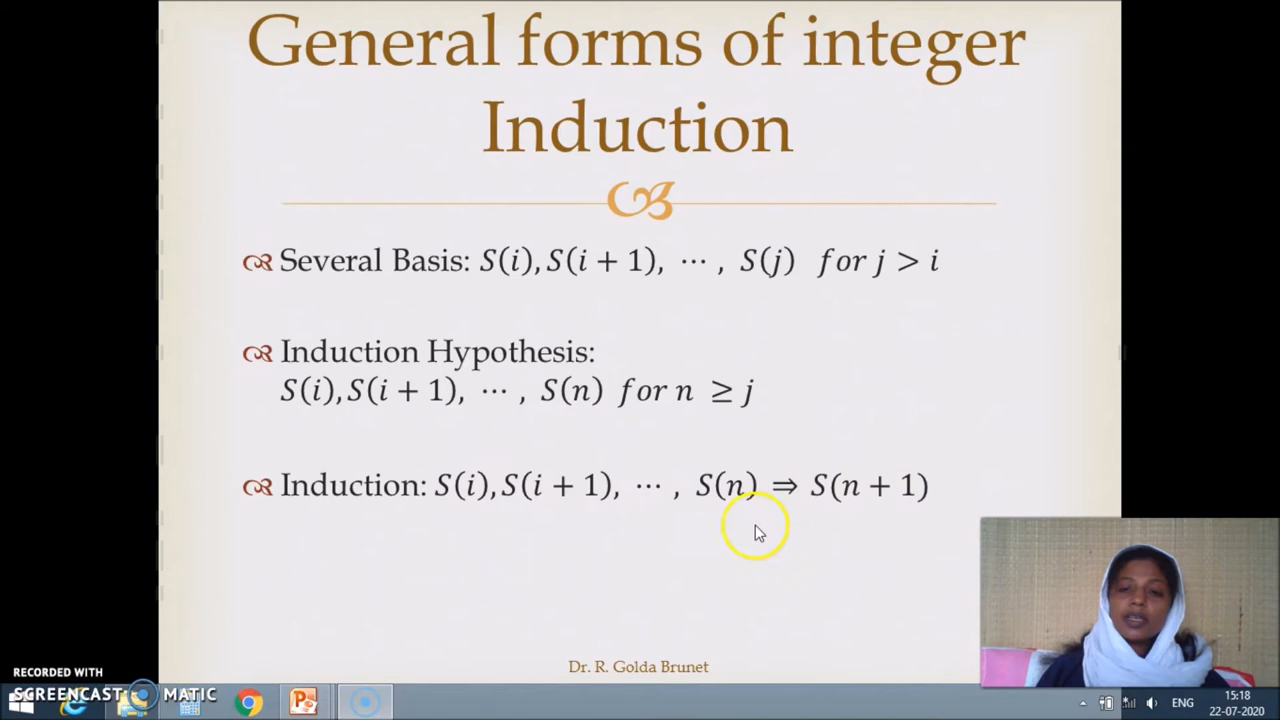 General forms of integer
Induction
Several Basis: S(i), S(i + 1), ⋯ , S(j) for j > i
Induction Hypothesis:
S(i), S(i + 1), ⋯ , S(n) for n ≥ j
Induction: S(i), S(i + 1), ⋯ , S(n) ⇒ S(n + 1)
Dr. R. Golda Brunet
RECORDED WITH
SCREENCAST MATIC
ENG
15:18
22-07-2020